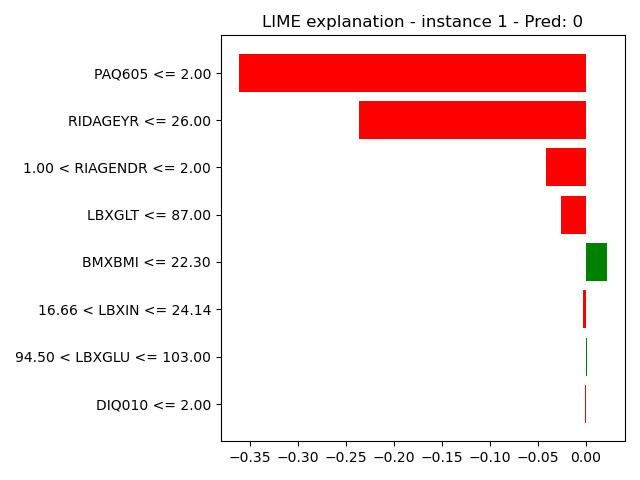 LIME explanation - instance 1 - Pred: 0
PAQ605 <= 2.00
RIDAGEYR <= 26.00
1.00 < RIAGENDR <= 2.00
LBXGLT <= 87.00
BMXBMI <= 22.30
16.66 < LBXIN <= 24.14
94.50 < LBXGLU <= 103.00
DIQ010 <= 2.00
−0.35 −0.30 −0.25 −0.20 −0.15 −0.10 −0.05 0.00